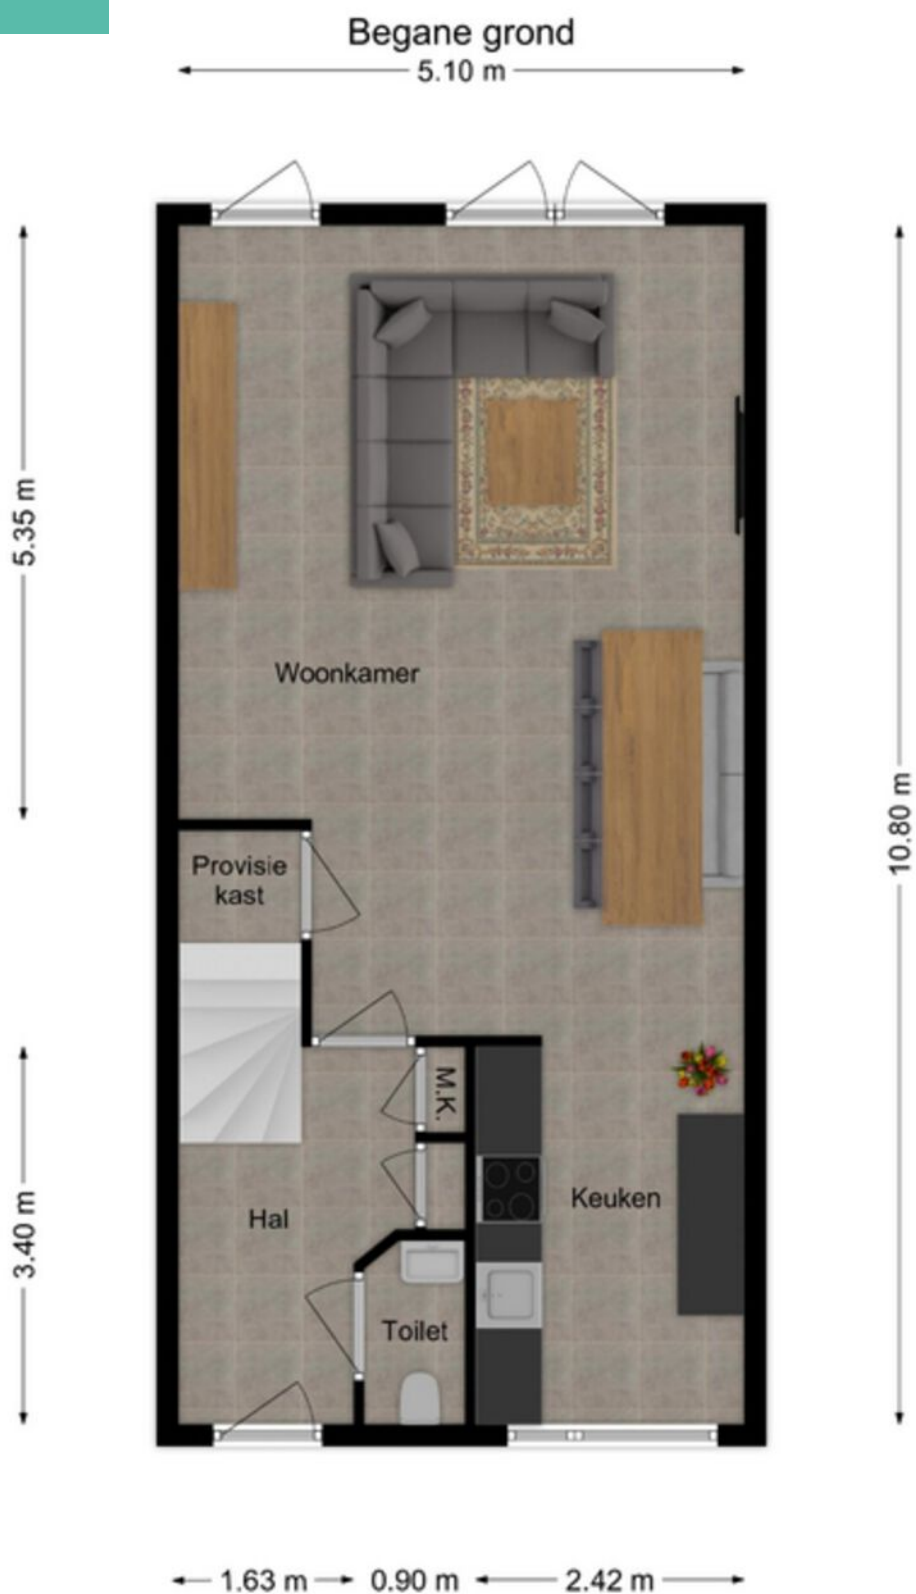 Begane grond
5.10 m
5.35 m
10.80 m
Woonkamer
Provisie
kast
M.K.
3.40 m
Hal
Keuken
Toilet
1.63 m
0.90 m
2.42 m